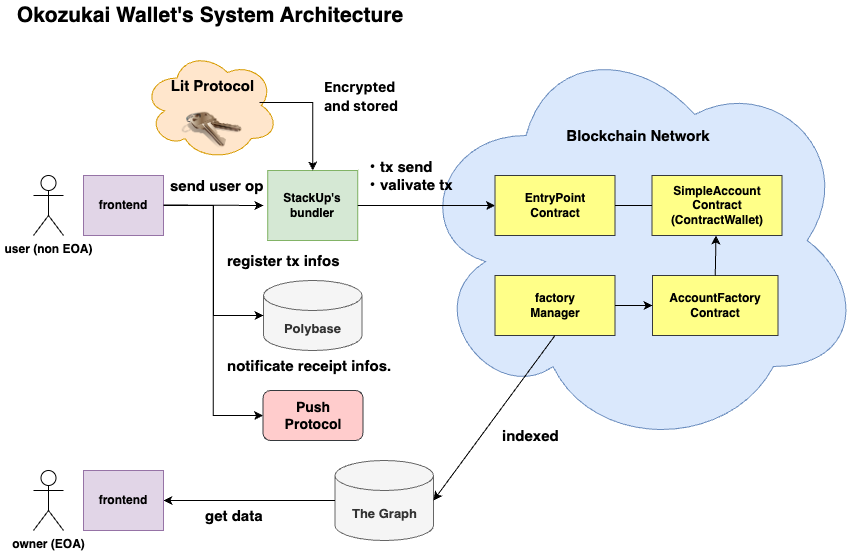 Okozukai Wallet's System Architecture
Lit Protocol
Encrypted
and stored
Blockchain Network
• tx send
• valivate tx
send user op
frontend
StackUp's
bundler
EntryPoint
Contract
SimpleAccount
Contract
(ContractWallet)
user (non EOA)
register tx infos
Polybase
factory
Manager
AccountFactory
Contract
notificate receipt infos.
Push
Protocol
indexed
frontend
get data
The Graph
owner (EOA)